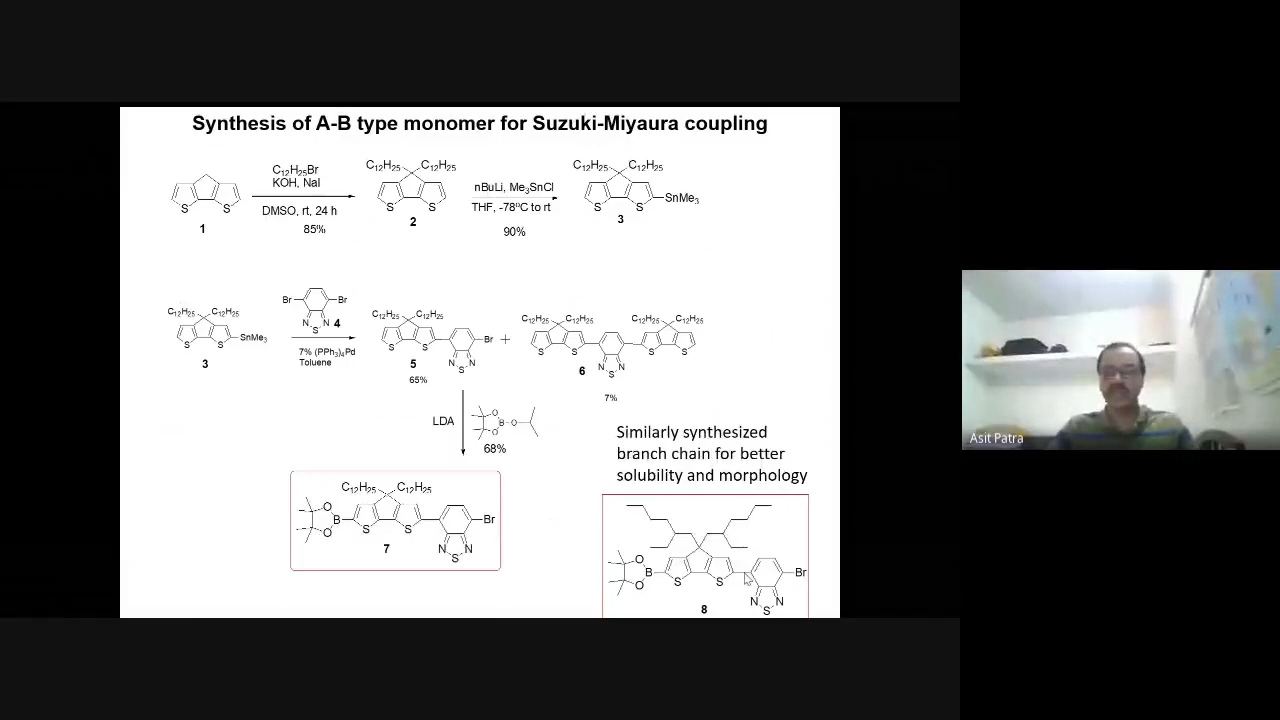 Synthesis of A-B type monomer for Suzuki-Miyaura coupling
C12H25Br
KOH, NaI
DMSO, rt, 24 h
85%
S
S
1
C12H25
C12H25
S
S
2
nBuLi, Me3SnCl
THF, -78ºC to rt
90%
C12H25
C12H25
S
S
SnMe3
3
C12H25
C12H25
S
S
SnMe3
3
Br
Br
N
N
S
4
7% (PPh3)4Pd
Toluene
C12H25
C12H25
S
S
Br
N
N
S
5
65%
+
C12H25
C12H25
C12H25
C12H25
S
S
N
N
S
S
S
6
7%
LDA
O
B
O
O
68%
Similarly synthesized
branch chain for better
solubility and morphology
C12H25
C12H25
O
B
O
S
S
Br
N
N
S
7
O
B
O
S
S
Br
N
N
S
8
Asit Patra